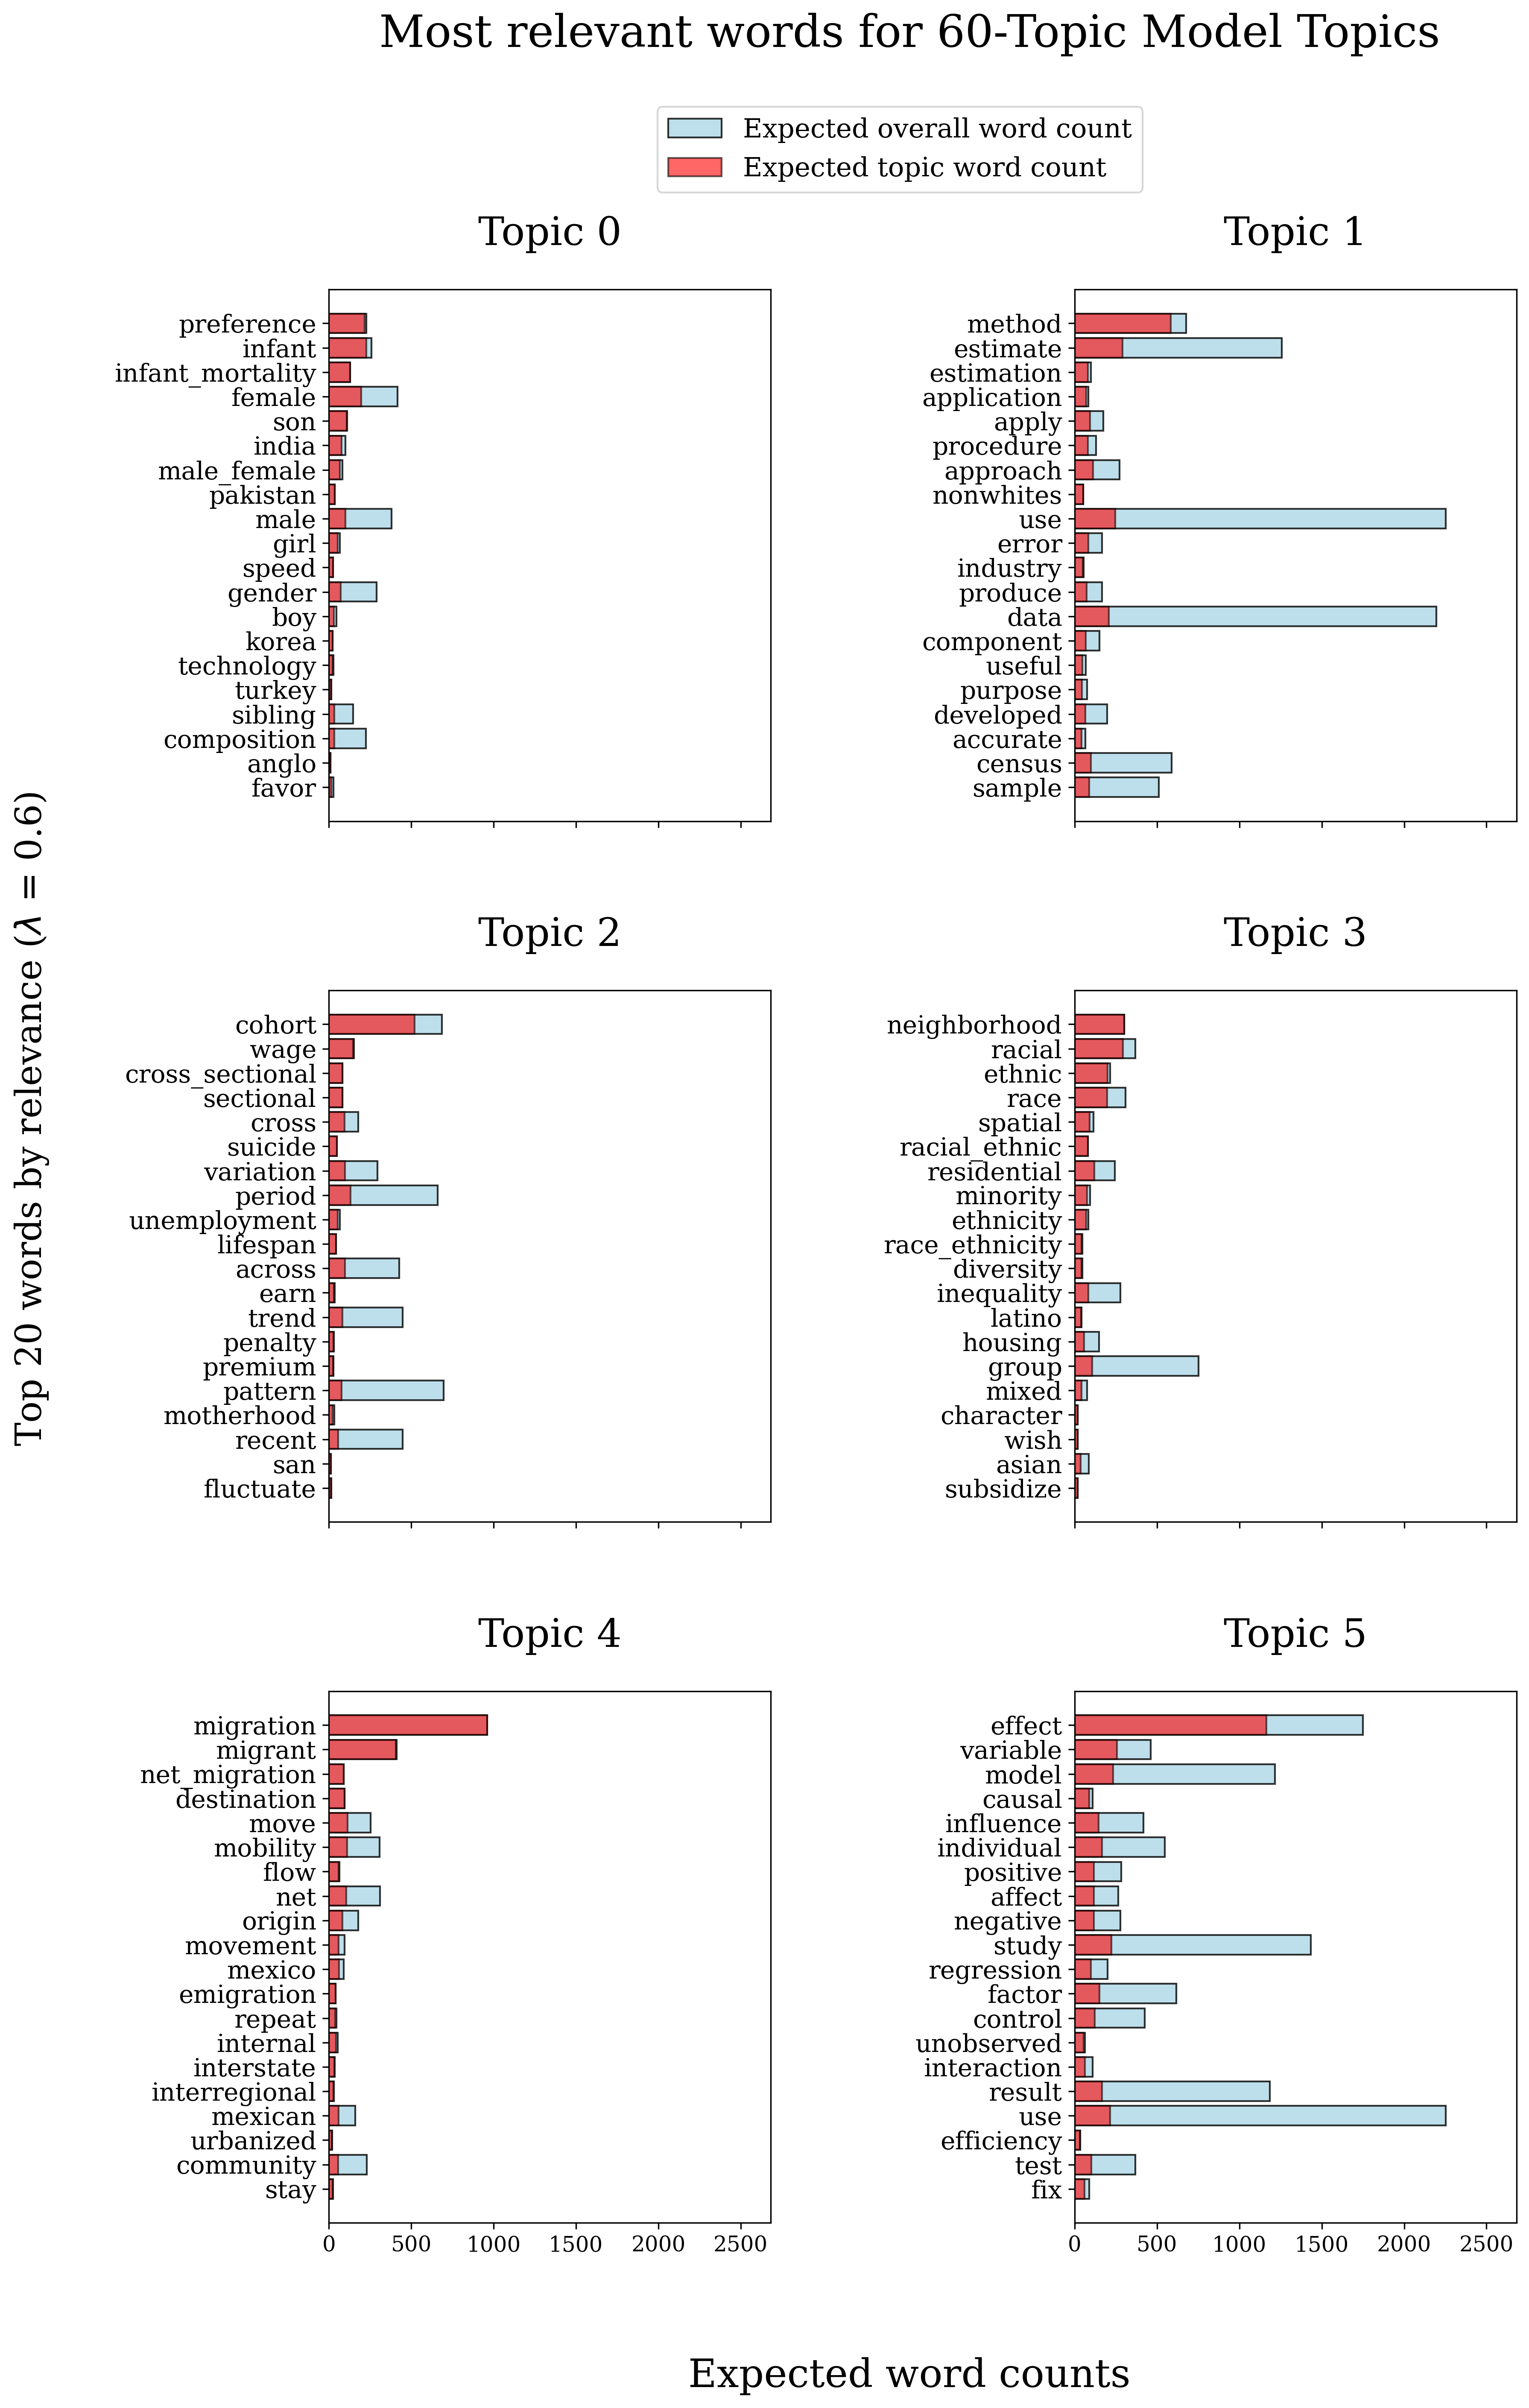 Most relevant words for 60-Topic Model Topics
Expected overall word count
Expected topic word count
Top 20 words by relevance (λ = 0.6)
Topic 0
preference
infant
infant_mortality
female
son
india
male_female
pakistan
male
girl
speed
gender
boy
korea
technology
turkey
sibling
composition
anglo
favor
Topic 1
method
estimate
estimation
application
apply
procedure
approach
nonwhites
use
error
industry
produce
data
component
useful
purpose
developed
accurate
census
sample
Topic 2
cohort
wage
cross_sectional
sectional
cross
suicide
variation
period
unemployment
lifespan
across
earn
trend
penalty
premium
pattern
motherhood
recent
san
fluctuate
Topic 3
neighborhood
racial
ethnic
race
spatial
racial_ethnic
residential
minority
ethnicity
race_ethnicity
diversity
inequality
latino
housing
group
mixed
character
wish
asian
subsidize
Topic 4
migration
migrant
net_migration
destination
move
mobility
flow
net
origin
movement
mexico
emigration
repeat
internal
interstate
interregional
mexican
urbanized
community
stay
0 500 1000 1500 2000 2500
Topic 5
effect
variable
model
causal
influence
individual
positive
affect
negative
study
regression
factor
control
unobserved
interaction
result
use
efficiency
test
fix
0 500 1000 1500 2000 2500
Expected word counts